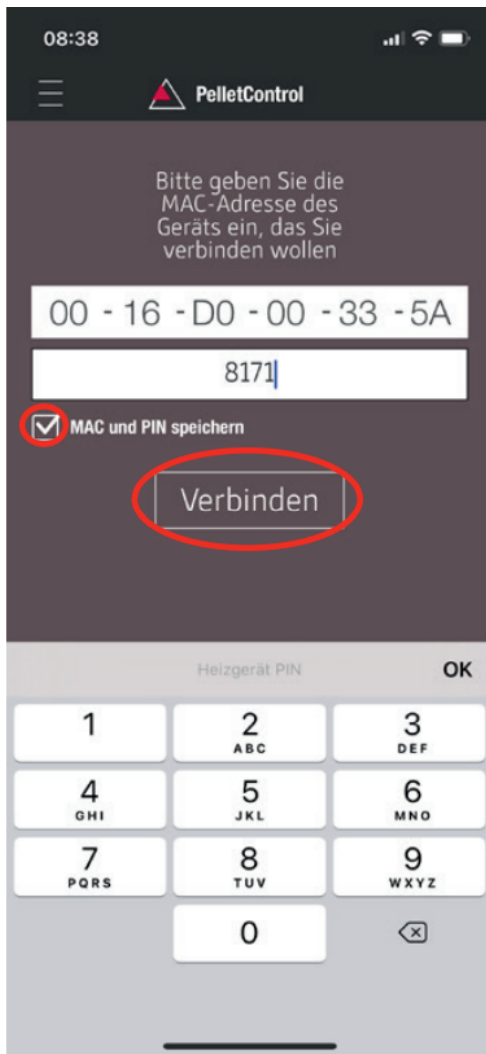 08:38
PelletControl
Bitte geben Sie die
MAC-Adresse des
Geräts ein, das Sie
verbinden wollen
00 - 16 - D0 - 00 - 33 - 5A
8171
MAC und PIN speichern
Verbinden
Heizgerät PIN OK
1 2 3
ABC DEF
4 5 6
GHI JKL MNO
7 8 9
PQRS TUV WXYZ
0